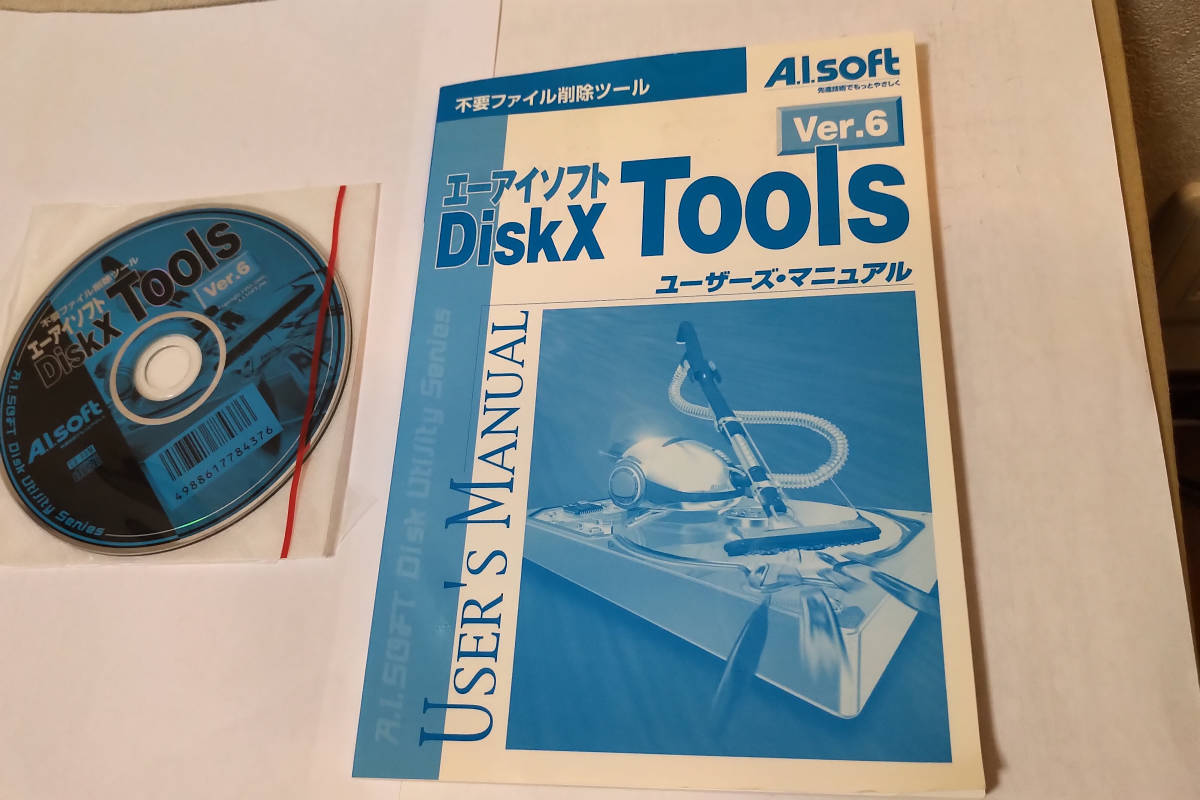 不要ファイル削除ツール
A.I.soft
先進技術でもっとやさしく
Ver.6
エーアイソフト
DiskX Tools
ユーザーズ・マニュアル
USER'S MANUAL
A.I.SOFT Disk Utility Series
不要ファイル削除ツール
エーアイソフト
DiskX Tools
Ver.6
A.I.soft
4988617784376
A.I.SOFT Disk Utility Series